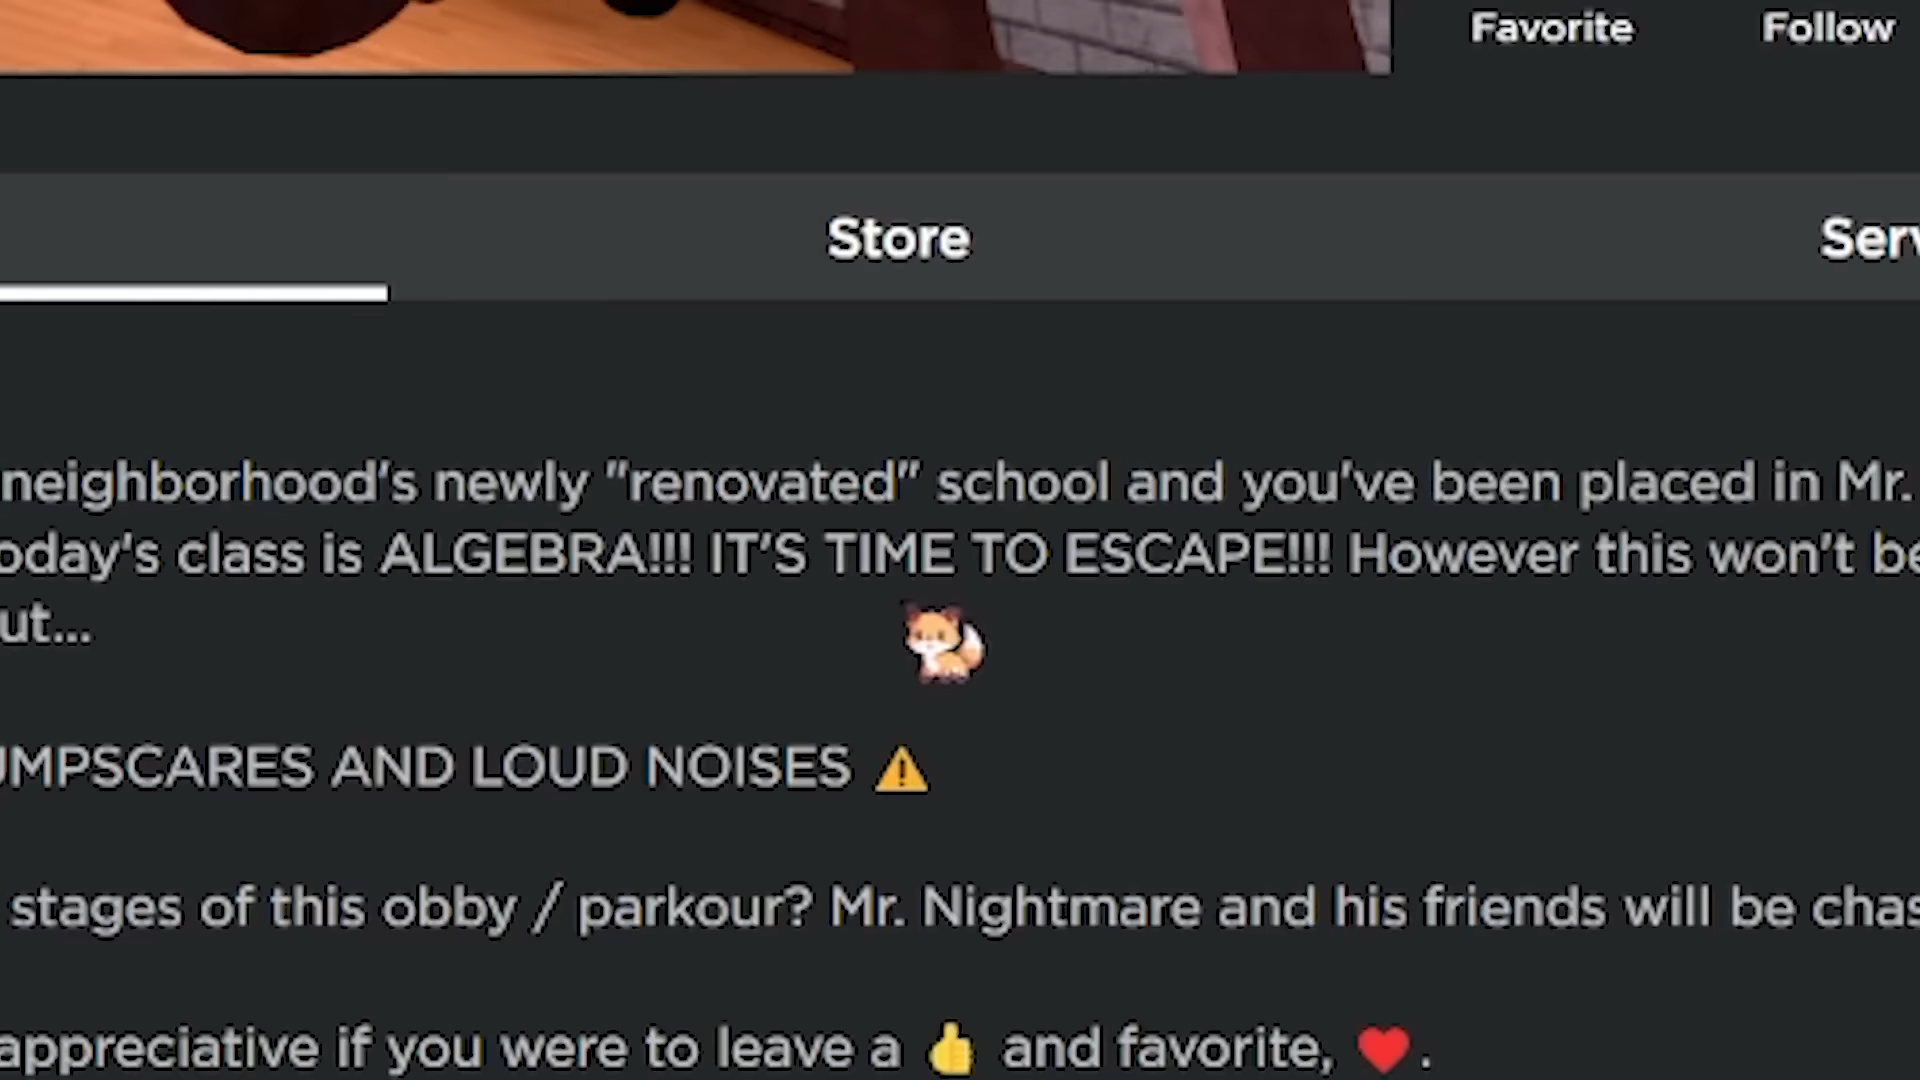 Favorite Follow
Store
neighborhood's newly "renovated" school and you've been placed in Mr.
oday's class is ALGEBRA!!! IT'S TIME TO ESCAPE!!! However this won't be
ut...
UMPSCARES AND LOUD NOISES ⚠️
stages of this obby / parkour? Mr. Nightmare and his friends will be chas
appreciative if you were to leave a 👍 and favorite, ❤️.